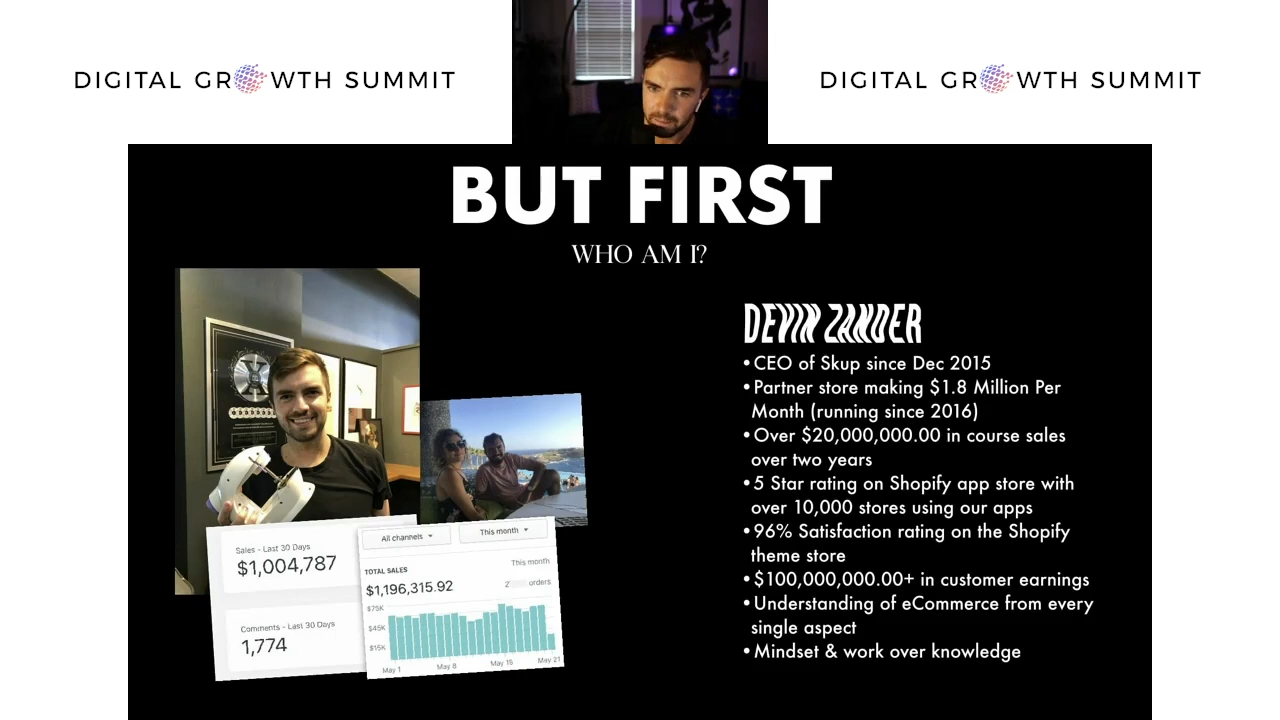 DIGITAL GROWTH SUMMIT
DIGITAL GROWTH SUMMIT
BUT FIRST
WHO AM I?
DEVIN ZANDER
•CEO of Skup since Dec 2015
•Partner store making $1.8 Million Per
Month (running since 2016)
•Over $20,000,000.00 in course sales
over two years
•5 Star rating on Shopify app store with
over 10,000 stores using our apps
•96% Satisfaction rating on the Shopify
theme store
•$100,000,000.00+ in customer earnings
•Understanding of eCommerce from every
single aspect
•Mindset & work over knowledge
Sales - Last 30 Days
$1,004,787
Comments - Last 30 Days
1,774
All channels
This month
TOTAL SALES
This month
$1,196,315.92
2 orders
$75K
$45K
$15K
May 1
May 8
May 15
May 21